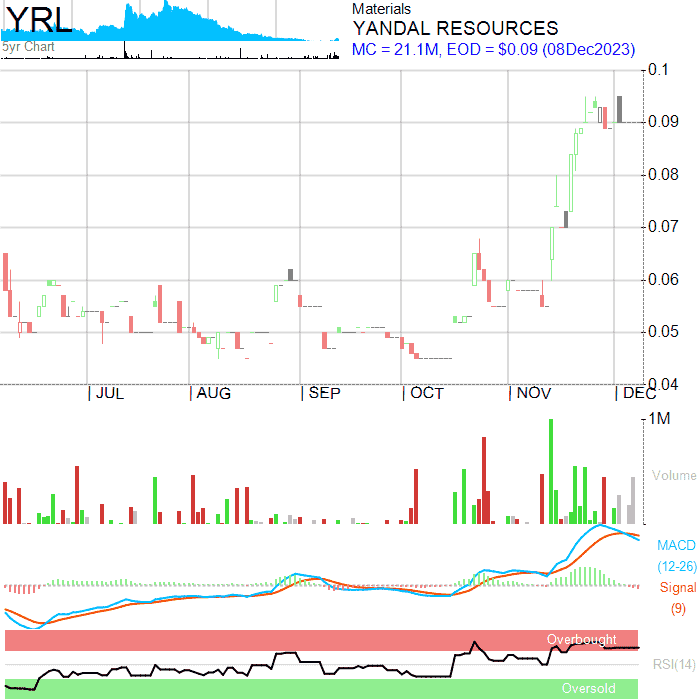 YRL
5yr Chart
Materials
YANDAL RESOURCES
MC = 21.1M, EOD = $0.09 (08Dec2023)
0.1
0.09
0.08
0.07
0.06
0.05
0.04
JUL AUG SEP OCT NOV DEC
1M
Volume
MACD
(12-26)
Signal
(9)
Overbought
RSI(14)
Oversold